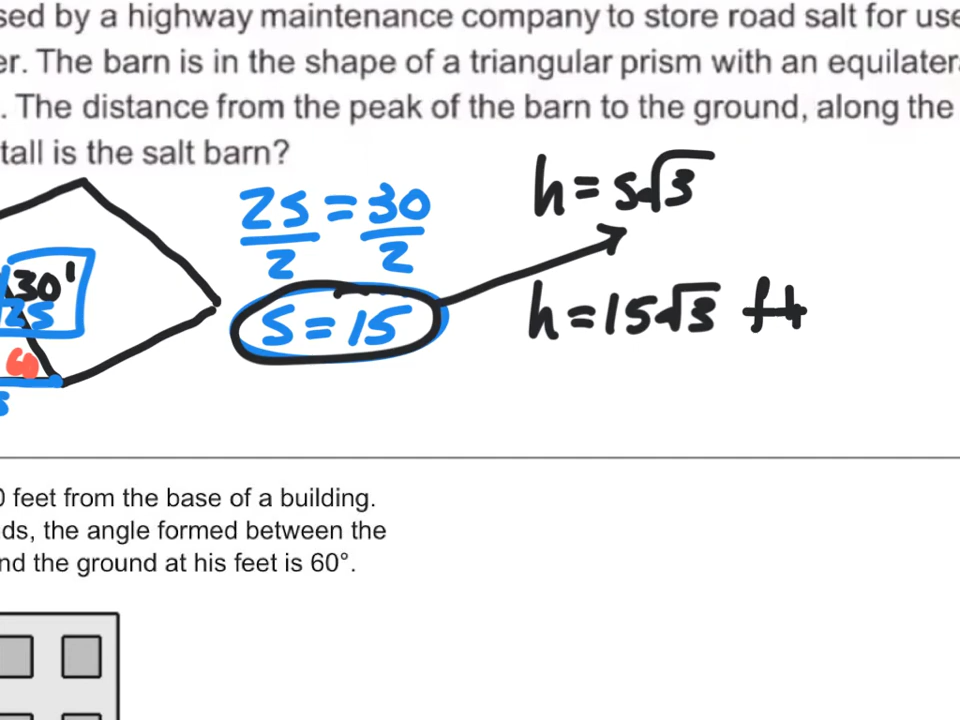 sed by a highway maintenance company to store road salt for use
er. The barn is in the shape of a triangular prism with an equilater
. The distance from the peak of the barn to the ground, along the
tall is the salt barn?
2s = 30
2 2
s = 15
h = s√3
h = 15√3 ft
30'
2s
s
0 feet from the base of a building.
ds, the angle formed between the
nd the ground at his feet is 60°.